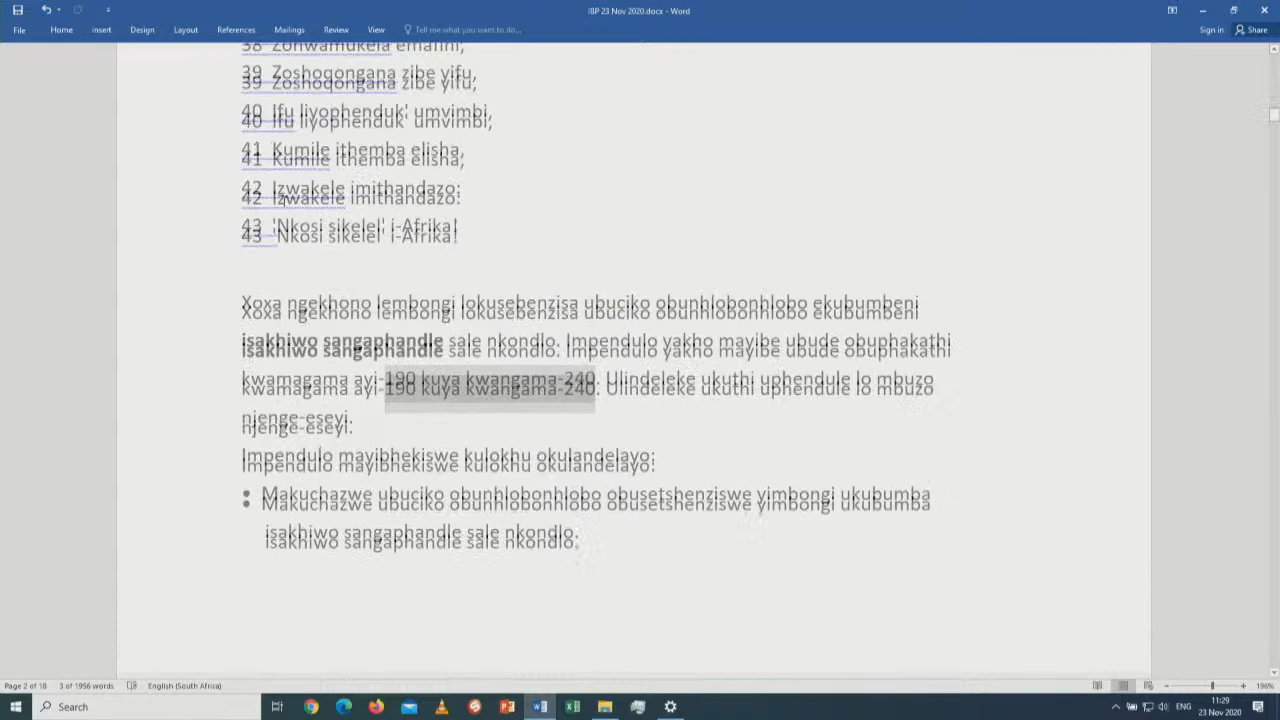 IBP 23 Nov 2020.docx - Word
File Home Insert Design Layout References Mailings Review View Tell me what you want to do... Sign in Share
38 Zonwamukela emafini;
39 Zoshoqongana zibe yifu,
40 Ifu liyophenduk' umvimbi,
41 Kumile ithemba elisha,
42 Izwakele imithandazo:
43 'Nkosi sikelel' i-Afrika!
Xoxa ngekhono lembongi lokusebenzisa ubuciko obunhlobonhlobo ekubumbeni
isakhiwo sangaphandle sale nkondlo. Impendulo yakho mayibe ubude obuphakathi
kwamagama ayi-190 kuya kwangama-240. Ulindeleke ukuthi uphendule lo mbuzo
njenge-eseyi.
Impendulo mayibhekiswe kulokhu okulandelayo:
• Makuchazwe ubuciko obunhlobonhlobo obusetshenziswe yimbongi ukubumba
isakhiwo sangaphandle sale nkondlo.
Page 2 of 18 3 of 1956 words English (South Africa) 196%
Search ENG 11:29
23 Nov 2020